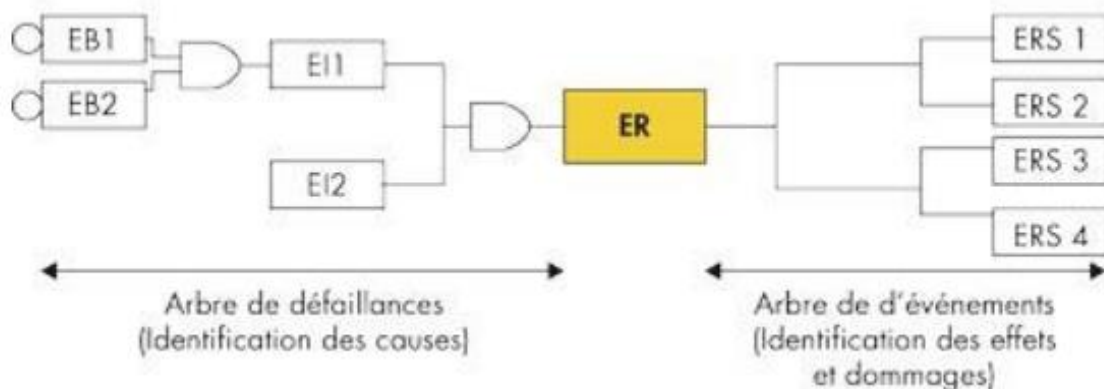 EB1
EB2
EI1
EI2
ER
ERS 1
ERS 2
ERS 3
ERS 4
Arbre de défaillances
(Identification des causes)
Arbre de d'événements
(Identification des effets
et dommages)